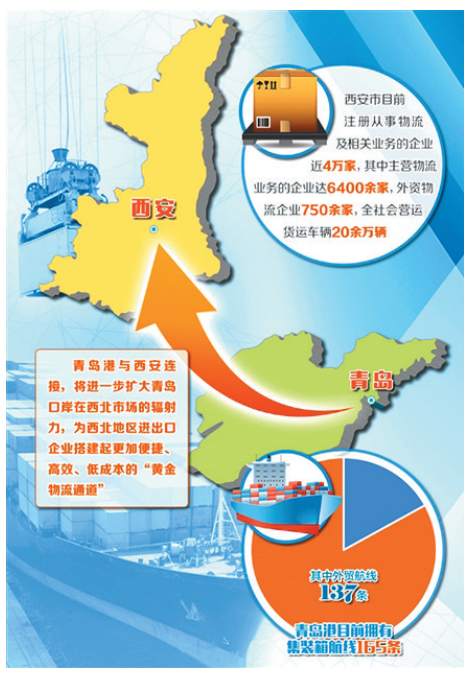 西安市目前
注册从事物流
及相关业务的企业
近4万家，其中主营物流
业务的企业达6400余家，外资物
流企业750余家，全社会营运
货运车辆20余万辆
西安
青岛
青岛港与西安连
接，将进一步扩大青岛
口岸在西北市场的辐射
力，为西北地区进出口
企业搭建起更加便捷、
高效、低成本的“黄金
物流通道”
其中外贸航线
137条
青岛港目前拥有
集装箱航线165条